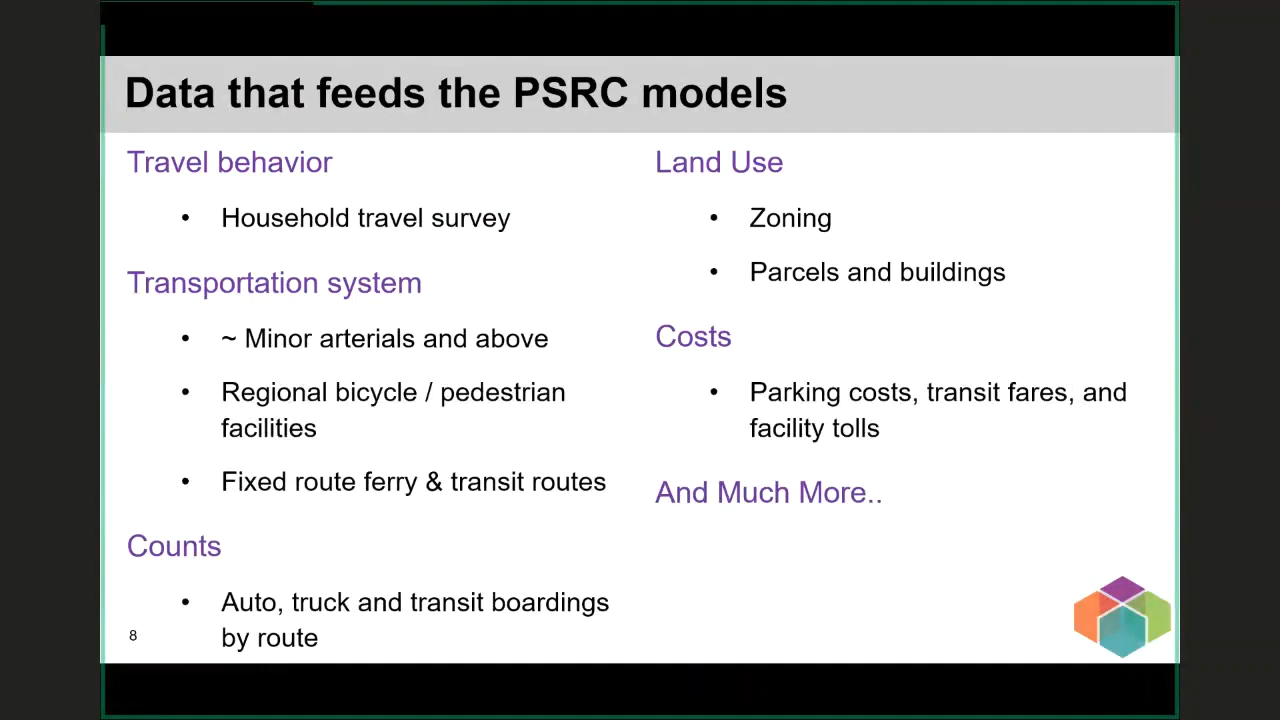 Data that feeds the PSRC models
Travel behavior
• Household travel survey
Transportation system
• ~ Minor arterials and above
• Regional bicycle / pedestrian
facilities
• Fixed route ferry & transit routes
Counts
• Auto, truck and transit boardings
by route
Land Use
• Zoning
• Parcels and buildings
Costs
• Parking costs, transit fares, and
facility tolls
And Much More..
8